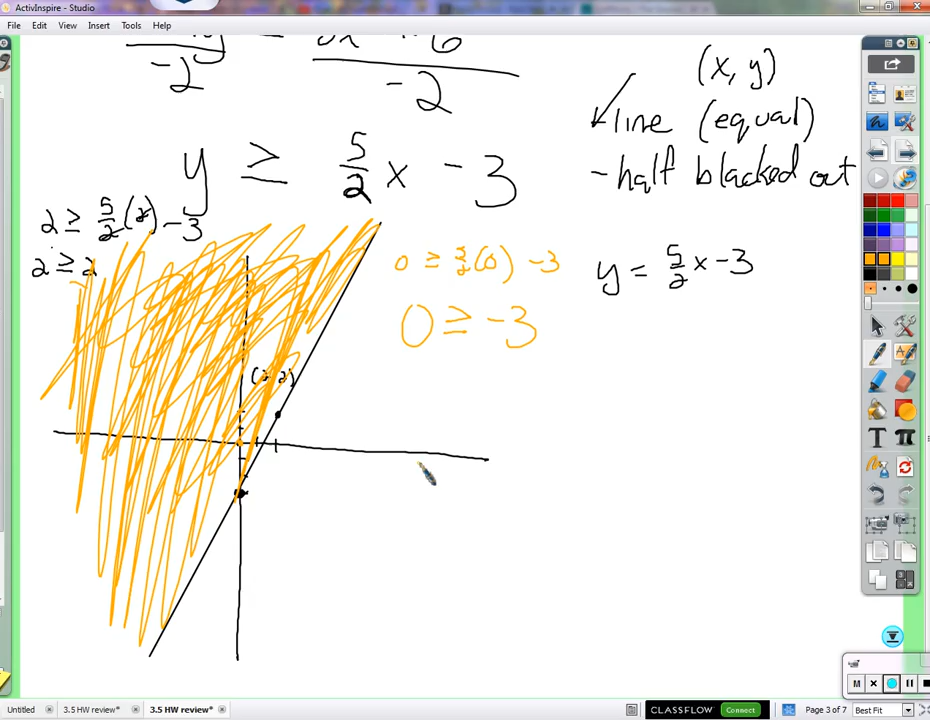 ActivInspire - Studio
File Edit View Insert Tools Help
-2
-2
(x, y)
line (equal)
- half blacked out
y ≥ 5/2 x - 3
2 ≥ 5/2 (2) - 3
2 ≥ 2
0 ≥ 5/2 (0) - 3
0 ≥ -3
y = 5/2 x - 3
Untitled 3.5 HW review* 3.5 HW review* CLASSFLOW Connect Page 3 of 7 Best Fit